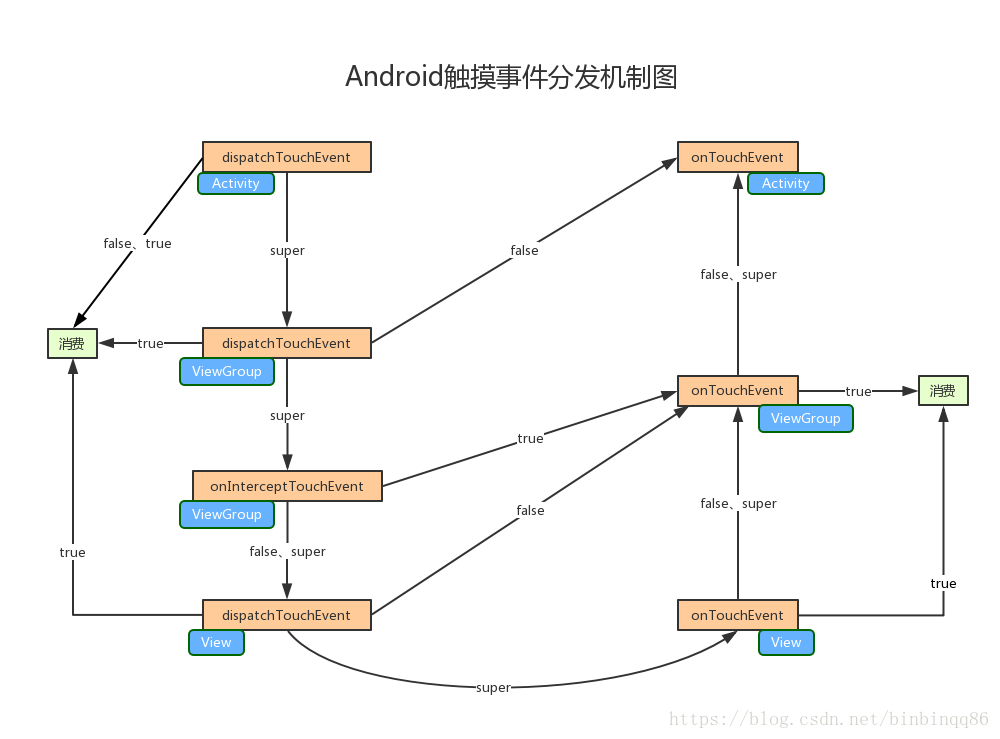 Android触摸事件分发机制图
dispatchTouchEvent
onTouchEvent
Activity
Activity
false、true
super
false
false、super
消费
true
dispatchTouchEvent
ViewGroup
onTouchEvent
true
消费
ViewGroup
super
true
onInterceptTouchEvent
ViewGroup
false
false、super
false、super
true
true
dispatchTouchEvent
onTouchEvent
View
View
super
https://blog.csdn.net/binbinqq86